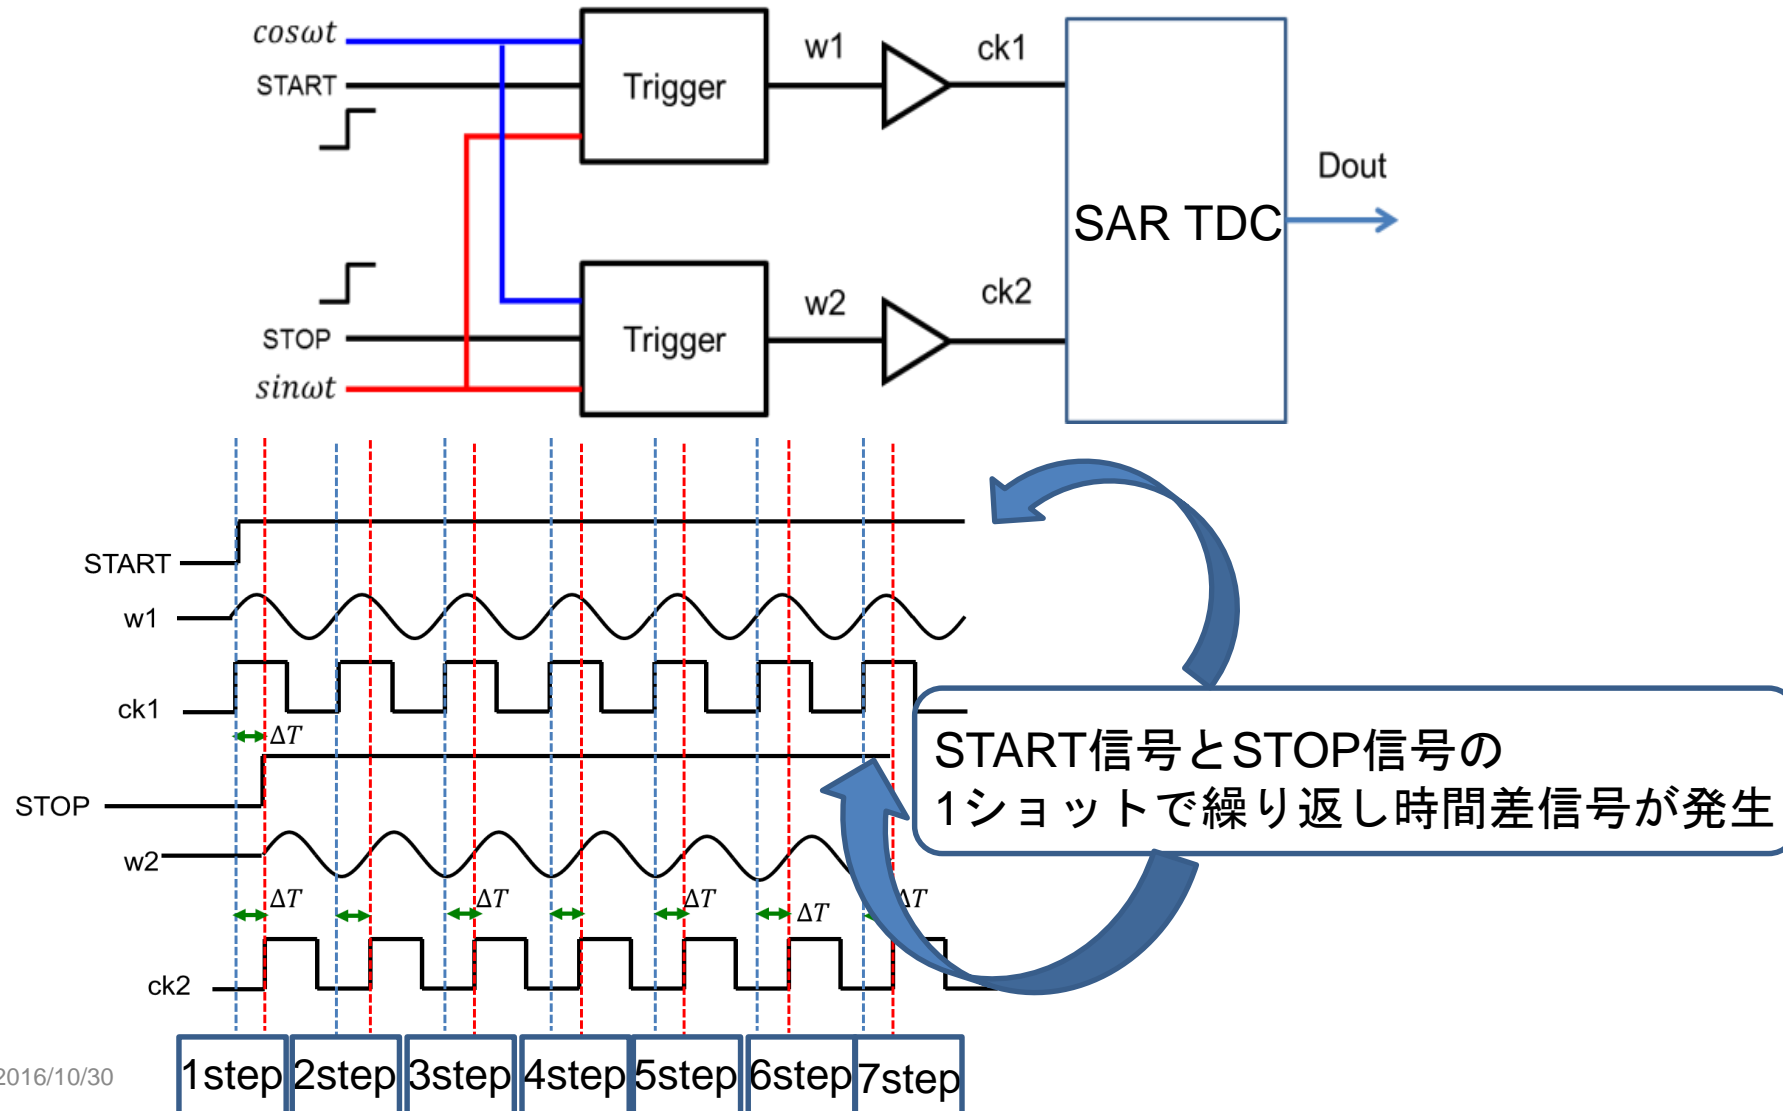 cosωt
START
Trigger
w1
ck1
SAR TDC
Dout
STOP
sinωt
Trigger
w2
ck2
START
w1
ck1
ΔT
STOP
w2
ΔT
ΔT
ΔT
ΔT
ΔT
ck2
START信号とSTOP信号の
1ショットで繰り返し時間差信号が発生
1step 2step 3step 4step 5step 6step 7step
2016/10/30